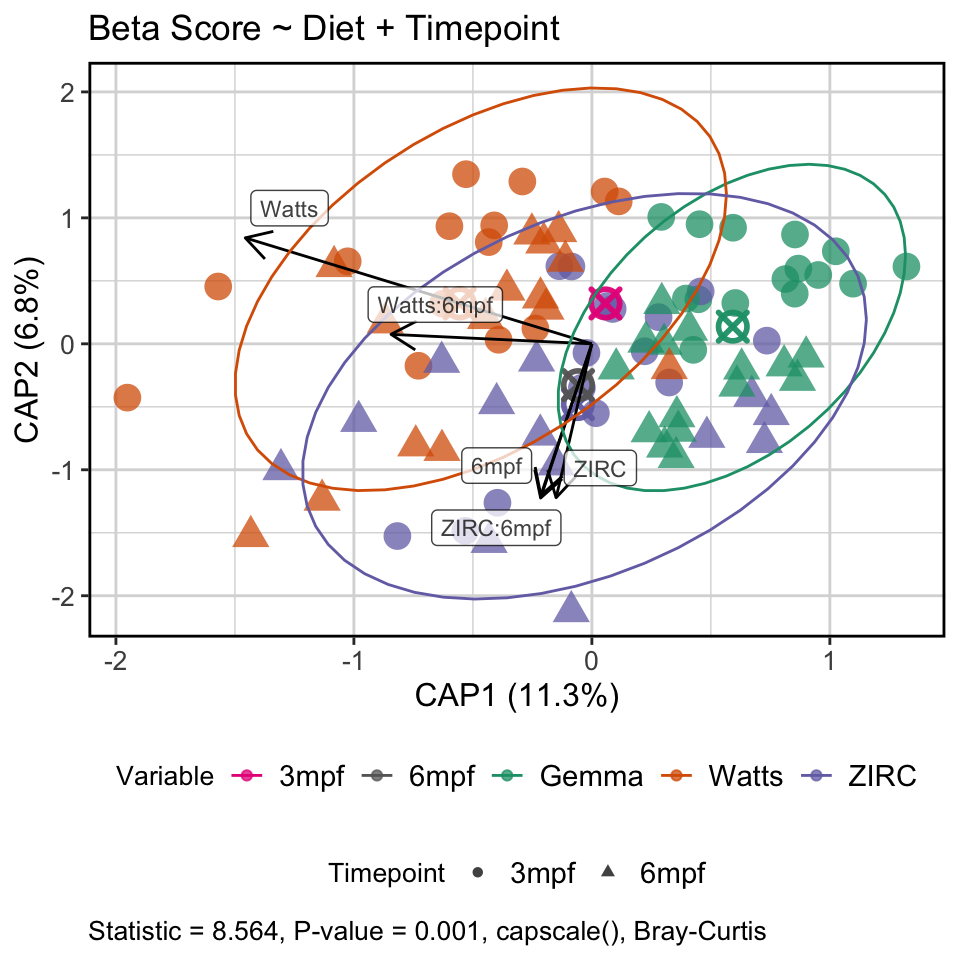 Beta Score ~ Diet + Timepoint
2
1
0
-1
-2
CAP2 (6.8%)
Watts
Watts:6mpf
6mpf
ZIRC
ZIRC:6mpf
-2 -1 0 1
CAP1 (11.3%)
Variable 3mpf 6mpf Gemma Watts ZIRC
Timepoint 3mpf 6mpf
Statistic = 8.564, P-value = 0.001, capscale(), Bray-Curtis